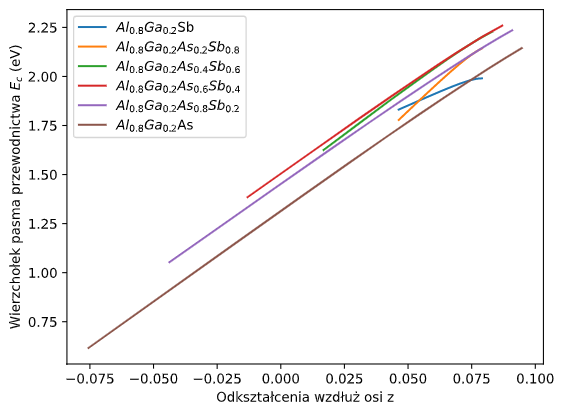 Al₀.₈Ga₀.₂Sb
Al₀.₈Ga₀.₂As₀.₂Sb₀.₈
Al₀.₈Ga₀.₂As₀.₄Sb₀.₆
Al₀.₈Ga₀.₂As₀.₆Sb₀.₄
Al₀.₈Ga₀.₂As₀.₈Sb₀.₂
Al₀.₈Ga₀.₂As
Wierzchołek pasma przewodnictwa E_c (eV)
2.25
2.00
1.75
1.50
1.25
1.00
0.75
−0.075 −0.050 −0.025 0.000 0.025 0.050 0.075 0.100
Odkształcenia wzdłuż osi z